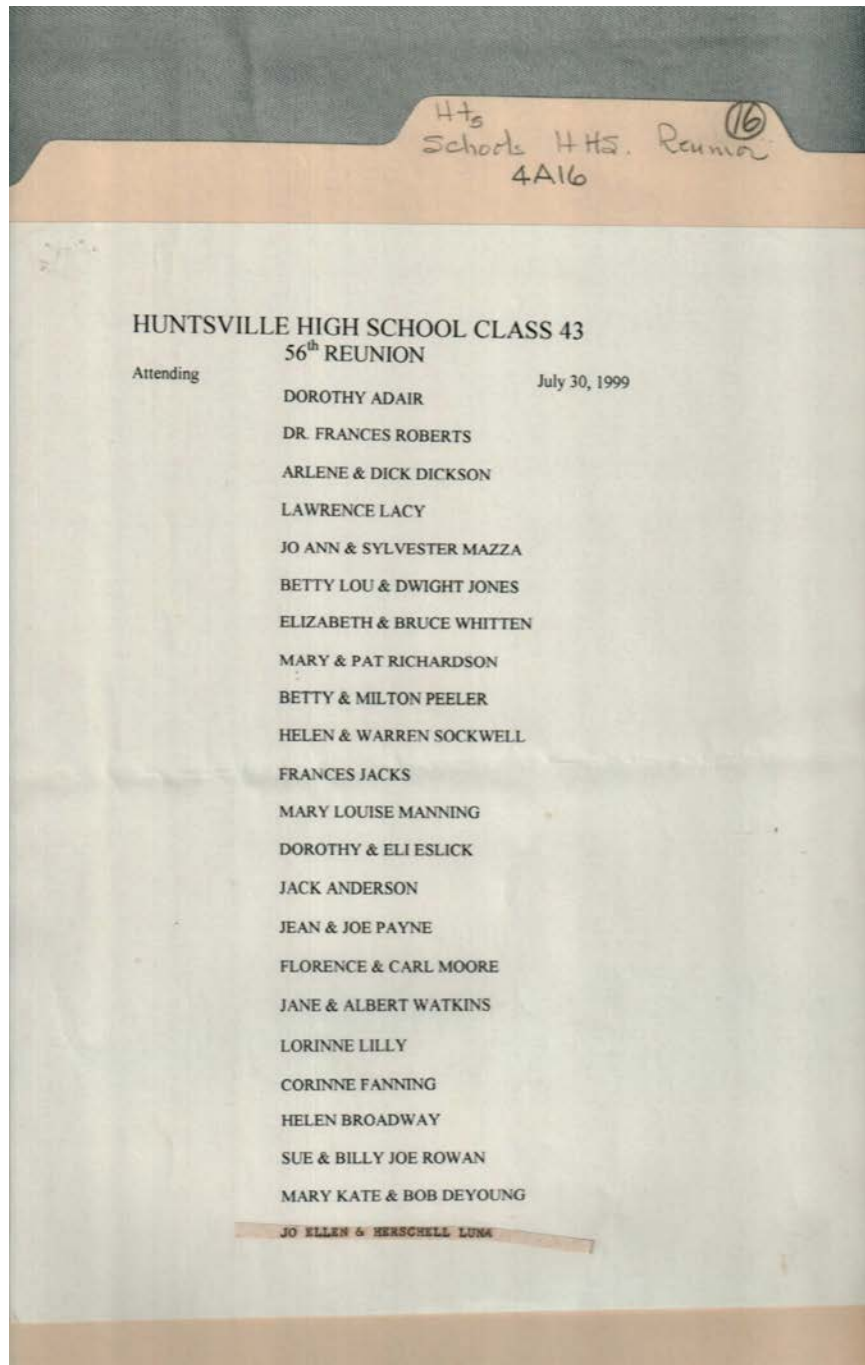 Hts
16
Schools HHS. Reunion
4A16
HUNTSVILLE HIGH SCHOOL CLASS 43
56th REUNION
Attending
July 30, 1999
DOROTHY ADAIR
DR. FRANCES ROBERTS
ARLENE & DICK DICKSON
LAWRENCE LACY
JO ANN & SYLVESTER MAZZA
BETTY LOU & DWIGHT JONES
ELIZABETH & BRUCE WHITTEN
MARY & PAT RICHARDSON
BETTY & MILTON PEELER
HELEN & WARREN SOCKWELL
FRANCES JACKS
MARY LOUISE MANNING
DOROTHY & ELI ESLICK
JACK ANDERSON
JEAN & JOE PAYNE
FLORENCE & CARL MOORE
JANE & ALBERT WATKINS
LORINNE LILLY
CORINNE FANNING
HELEN BROADWAY
SUE & BILLY JOE ROWAN
MARY KATE & BOB DEYOUNG
JO ELLEN & HERSCHELL LUNA